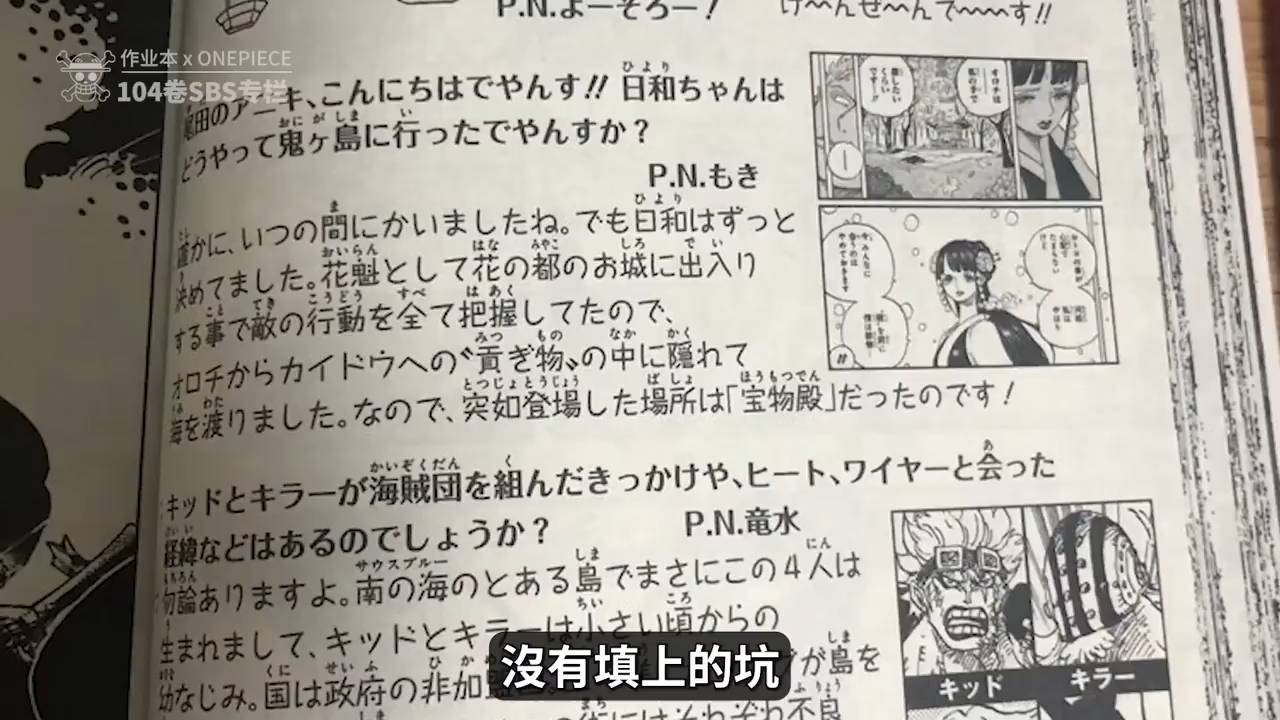 P.N.よーそろー！ け〜んせ〜んで〜〜〜す!!
作业本 x ONEPIECE
104卷SBS专栏
尾田のアニキ、こんにちはでやんす!! 日和ちゃんは
どうやって鬼ヶ島に行ったでやんすか？
P.N.もき
確かに、いつの間にかいましたね。でも日和はずっと
決めてました。花魁として花の都のお城に出入り
する事で敵の行動を全て把握してたので、
オロチからカイドウへの〝貢ぎ物〟の中に隠れて
海を渡りました。なので、突如登場した場所は「宝物殿」だったのです！
キッドとキラーが海賊団を組んだきっかけや、ヒート、ワイヤーと会った
経緯などはあるのでしょうか？
P.N.竜水
勿論ありますよ。南の海のとある島でまさにこの4人は
生まれまして、キッドとキラーは小さい頃からの
幼なじみ。国は政府の非加盟
が島を
キッド
キラー
沒有填上的坑